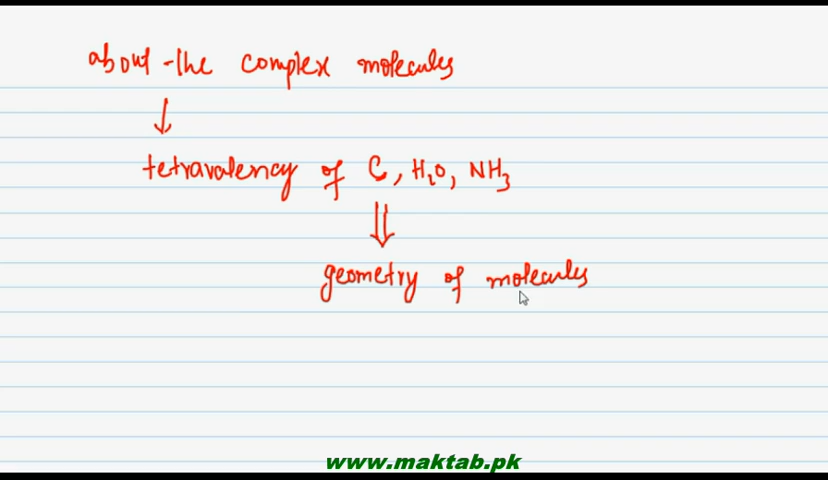 about the complex molecules
↓
tetravalency of C, H₂O, NH₃
⇓
geometry of molecules
www.maktab.pk